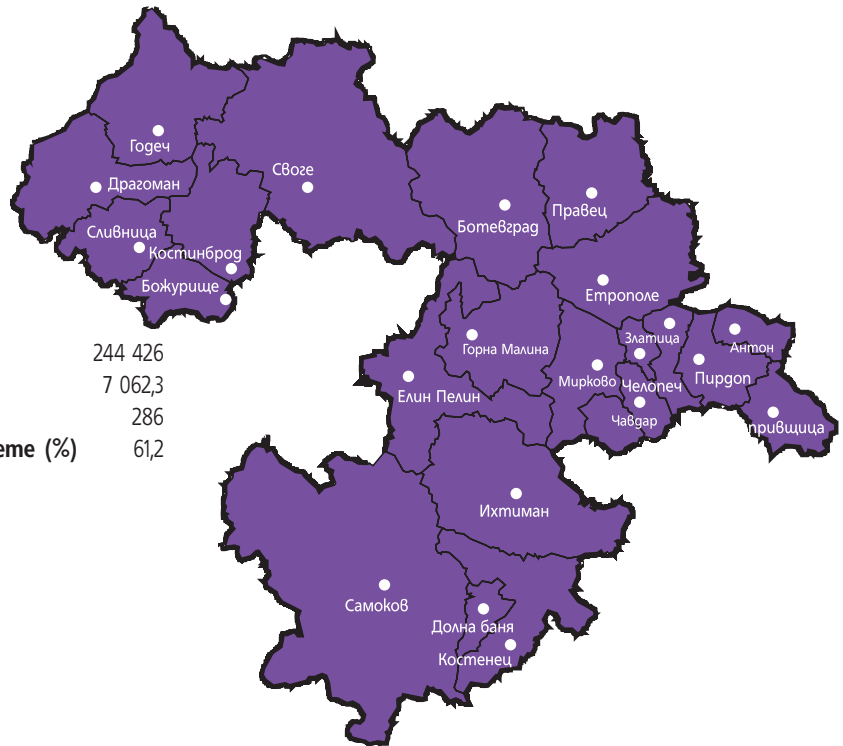 Годеч
Своге
Драгоман
Правец
Ботевград
Сливница
Костинброд
Божурище
Етрополе
Златица
Антон
Горна Малина
Мирково
Челопеч
Пирдоп
Елин Пелин
Чавдар
привщица
244 426
7 062,3
286
еме (%) 61,2
Ихтиман
Самоков
Долна баня
Костенец